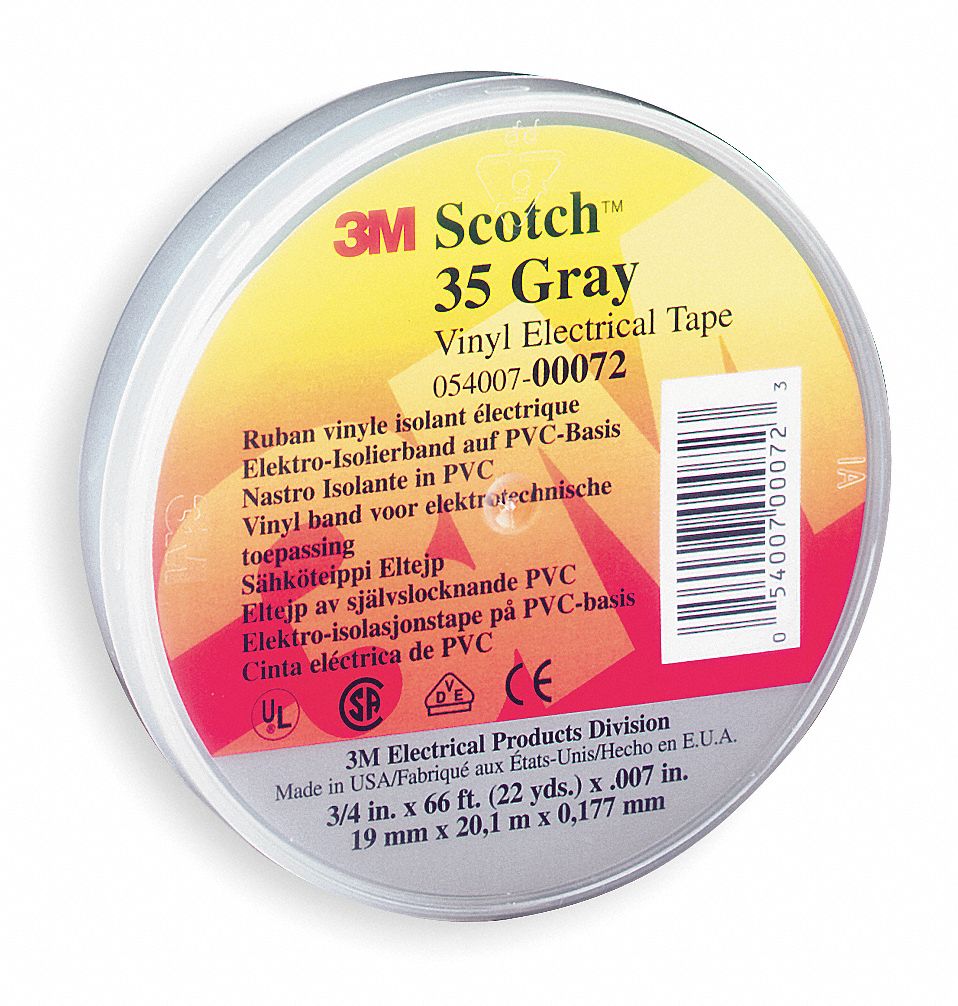 3M Scotch™
35 Gray
Vinyl Electrical Tape
054007-00072
Ruban vinyle isolant électrique
Elektro-Isolierband auf PVC-Basis
Nastro Isolante in PVC
Vinyl band voor elektrotechnische
toepassing
Sähköteippi Eltejp
Eltejp av självslocknande PVC
Elektro-isolasjonstape på PVC-basis
Cinta eléctrica de PVC
0 54007 00072 3
UL ®
CSA
VDE
CE
3M Electrical Products Division
Made in USA/Fabriqué aux États-Unis/Hecho en E.U.A.
3/4 in. x 66 ft. (22 yds.) x .007 in.
19 mm x 20,1 m x 0,177 mm